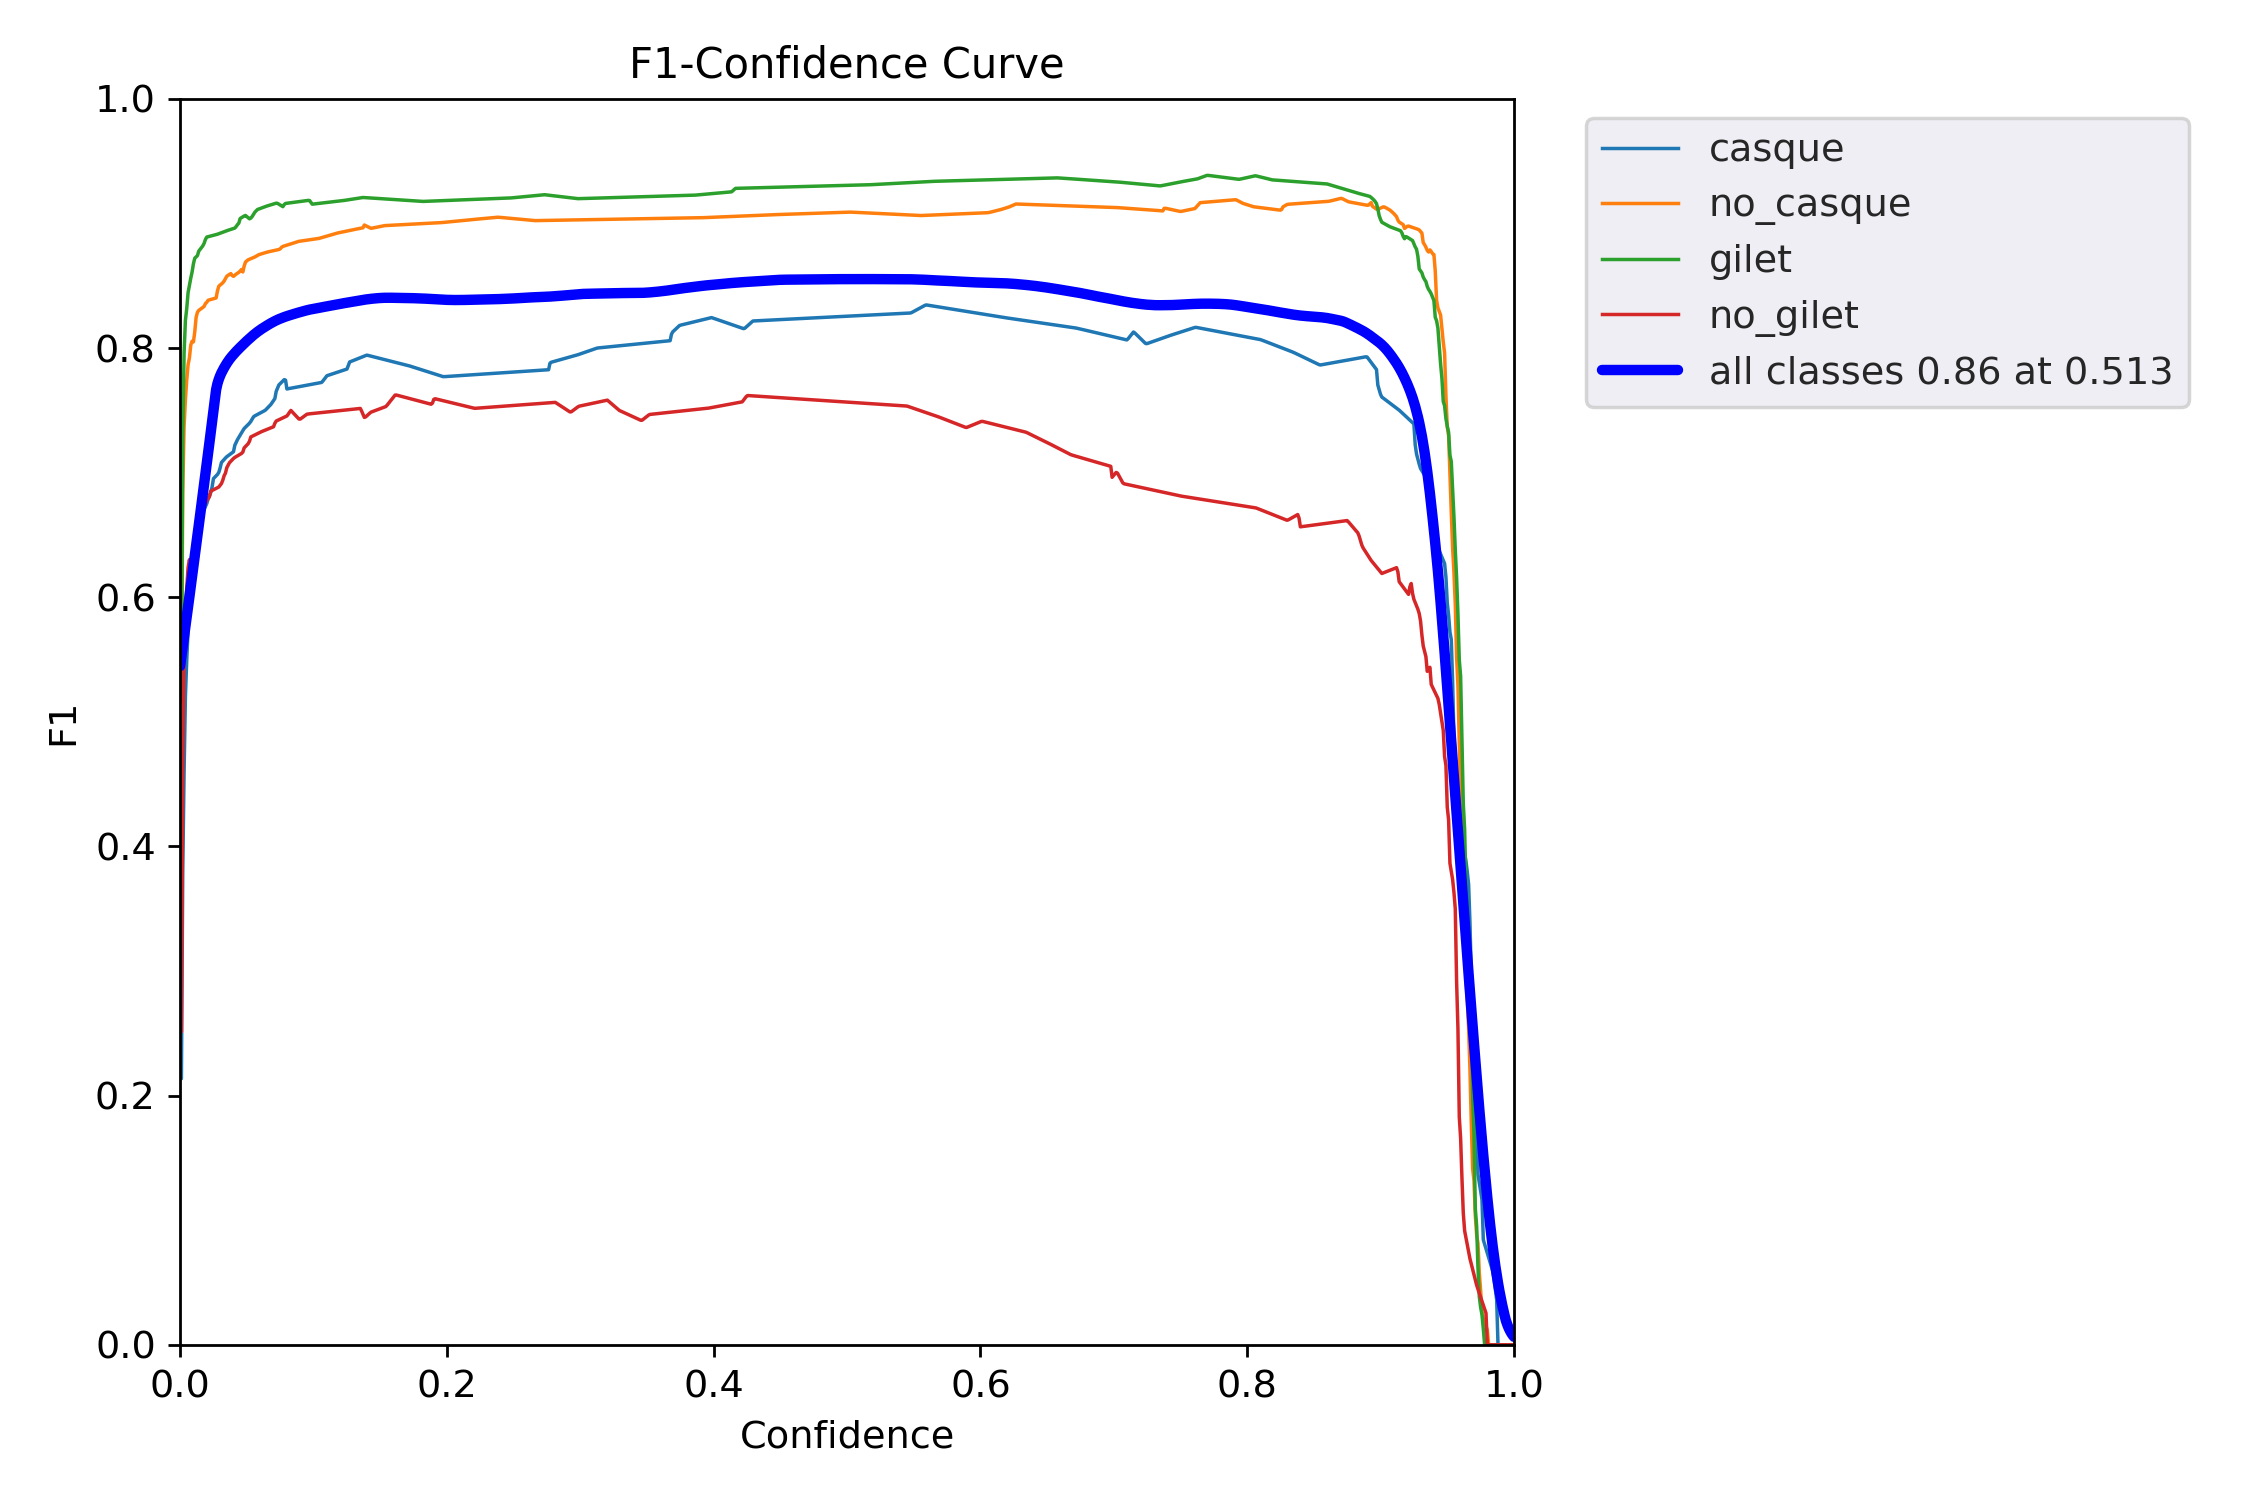 F1-Confidence Curve
1.0
0.8
0.6
0.4
0.2
0.0
F1
0.0 0.2 0.4 0.6 0.8 1.0
Confidence
casque
no_casque
gilet
no_gilet
all classes 0.86 at 0.513